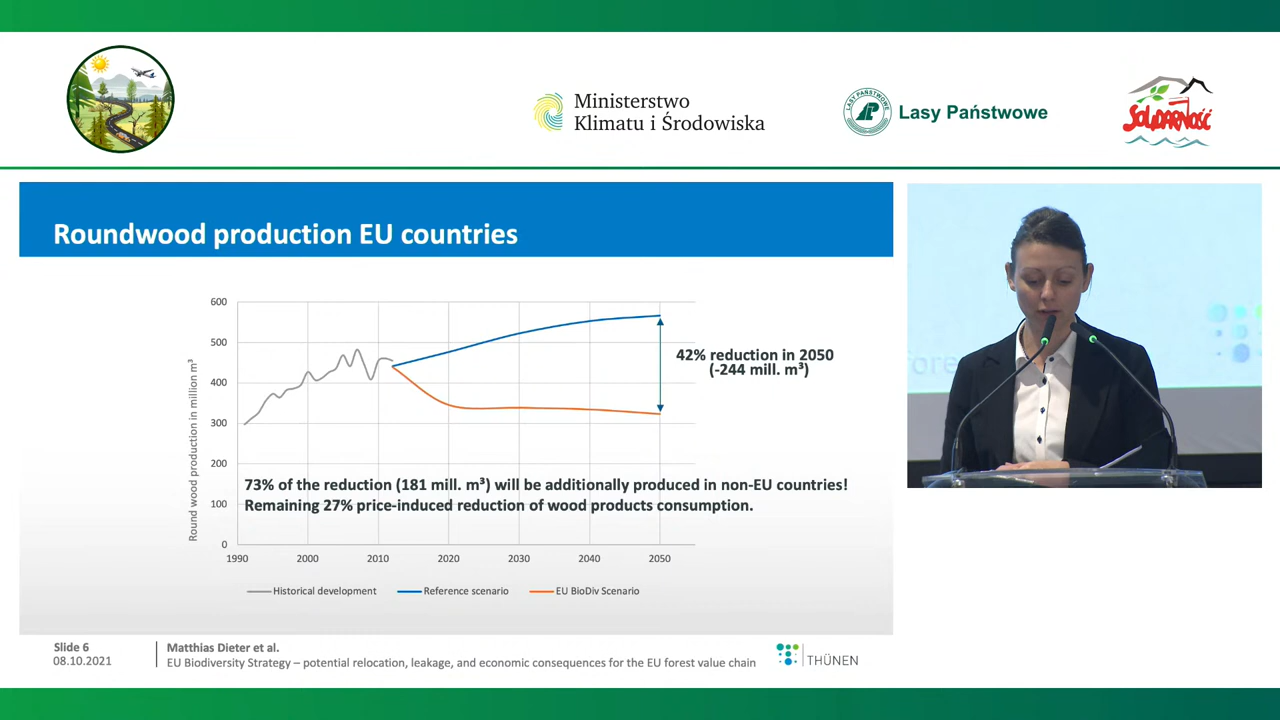 Ministerstwo
Klimatu i Środowiska
LASY PAŃSTWOWE
Lasy Państwowe
SOLIDARNOŚĆ
Roundwood production EU countries
Round wood production in million m³
600
500
400
300
200
100
0
1990
2000
2010
2020
2030
2040
2050
42% reduction in 2050
(-244 mill. m³)
73% of the reduction (181 mill. m³) will be additionally produced in non-EU countries!
Remaining 27% price-induced reduction of wood products consumption.
Historical development
Reference scenario
EU BioDiv Scenario
Slide 6
08.10.2021
Matthias Dieter et al.
EU Biodiversity Strategy – potential relocation, leakage, and economic consequences for the EU forest value chain
THÜNEN
fore